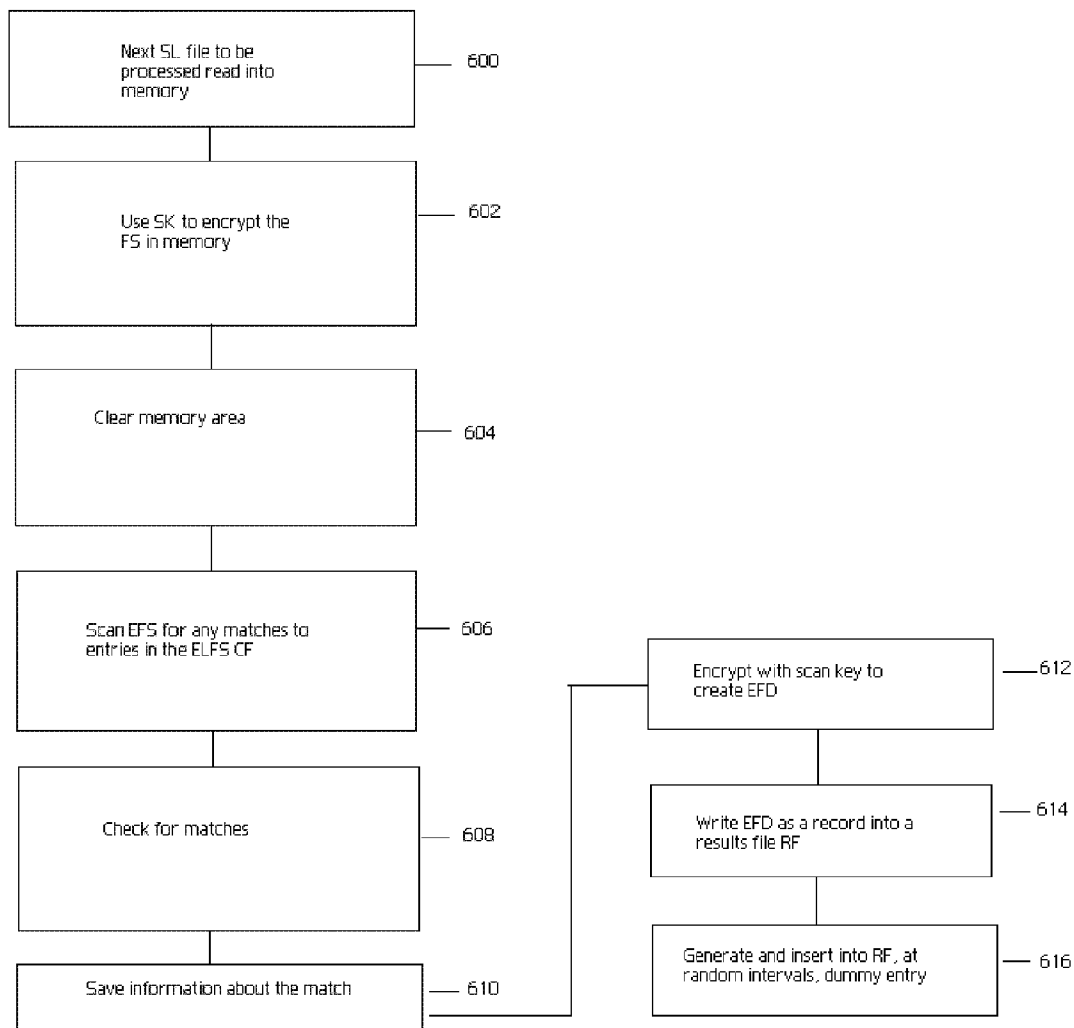 Next SL file to be
processed read into
memory
600
Use SK to encrypt the
FS in memory
602
Clear memory area
604
Scan EFS for any matches to
entries in the ELFS CF
606
Check for matches
608
Save information about the match
610
Encrypt with scan key to
create EFD
612
Write EFD as a record into a
results file RF
614
Generate and insert into RF, at
random intervals, dummy entry
616